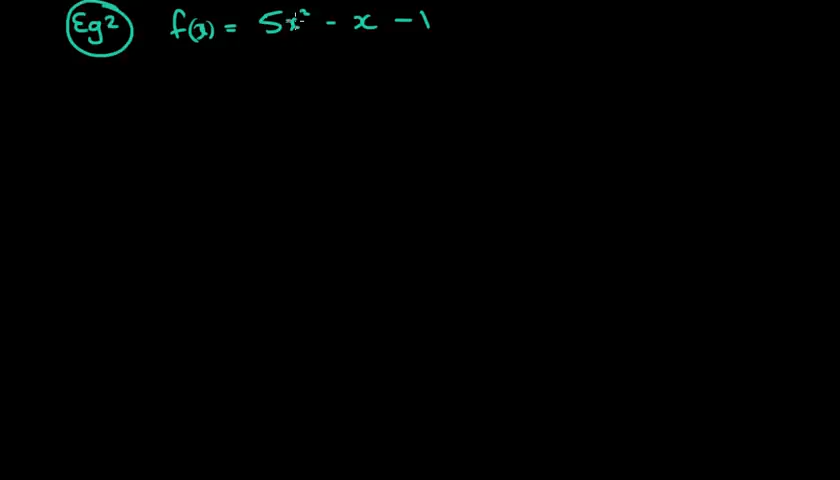 Eg2 f(x) = 5x² - x - 1